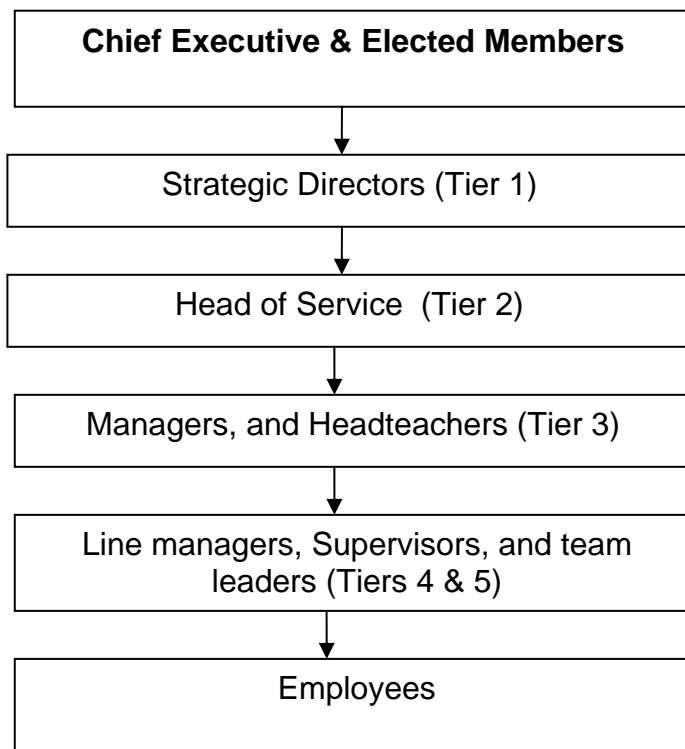 Chief Executive & Elected Members
Strategic Directors (Tier 1)
Head of Service  (Tier 2)
Managers, and Headteachers (Tier 3)
Line managers, Supervisors, and team
leaders (Tiers 4 & 5)
Employees